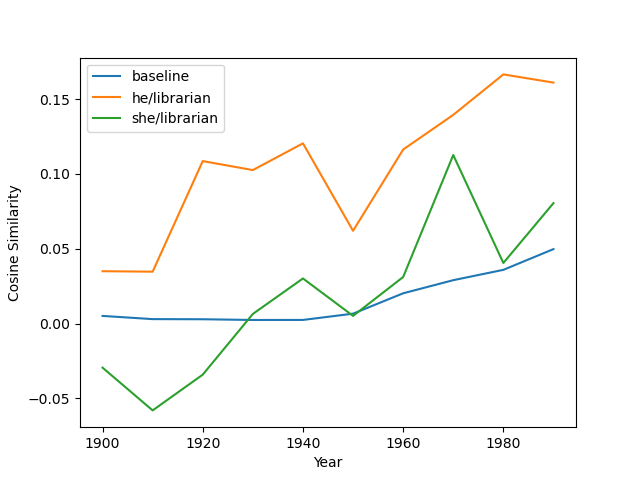 baseline
he/librarian
she/librarian
0.15
0.10
0.05
0.00
−0.05
Cosine Similarity
1900
1920
1940
1960
1980
Year